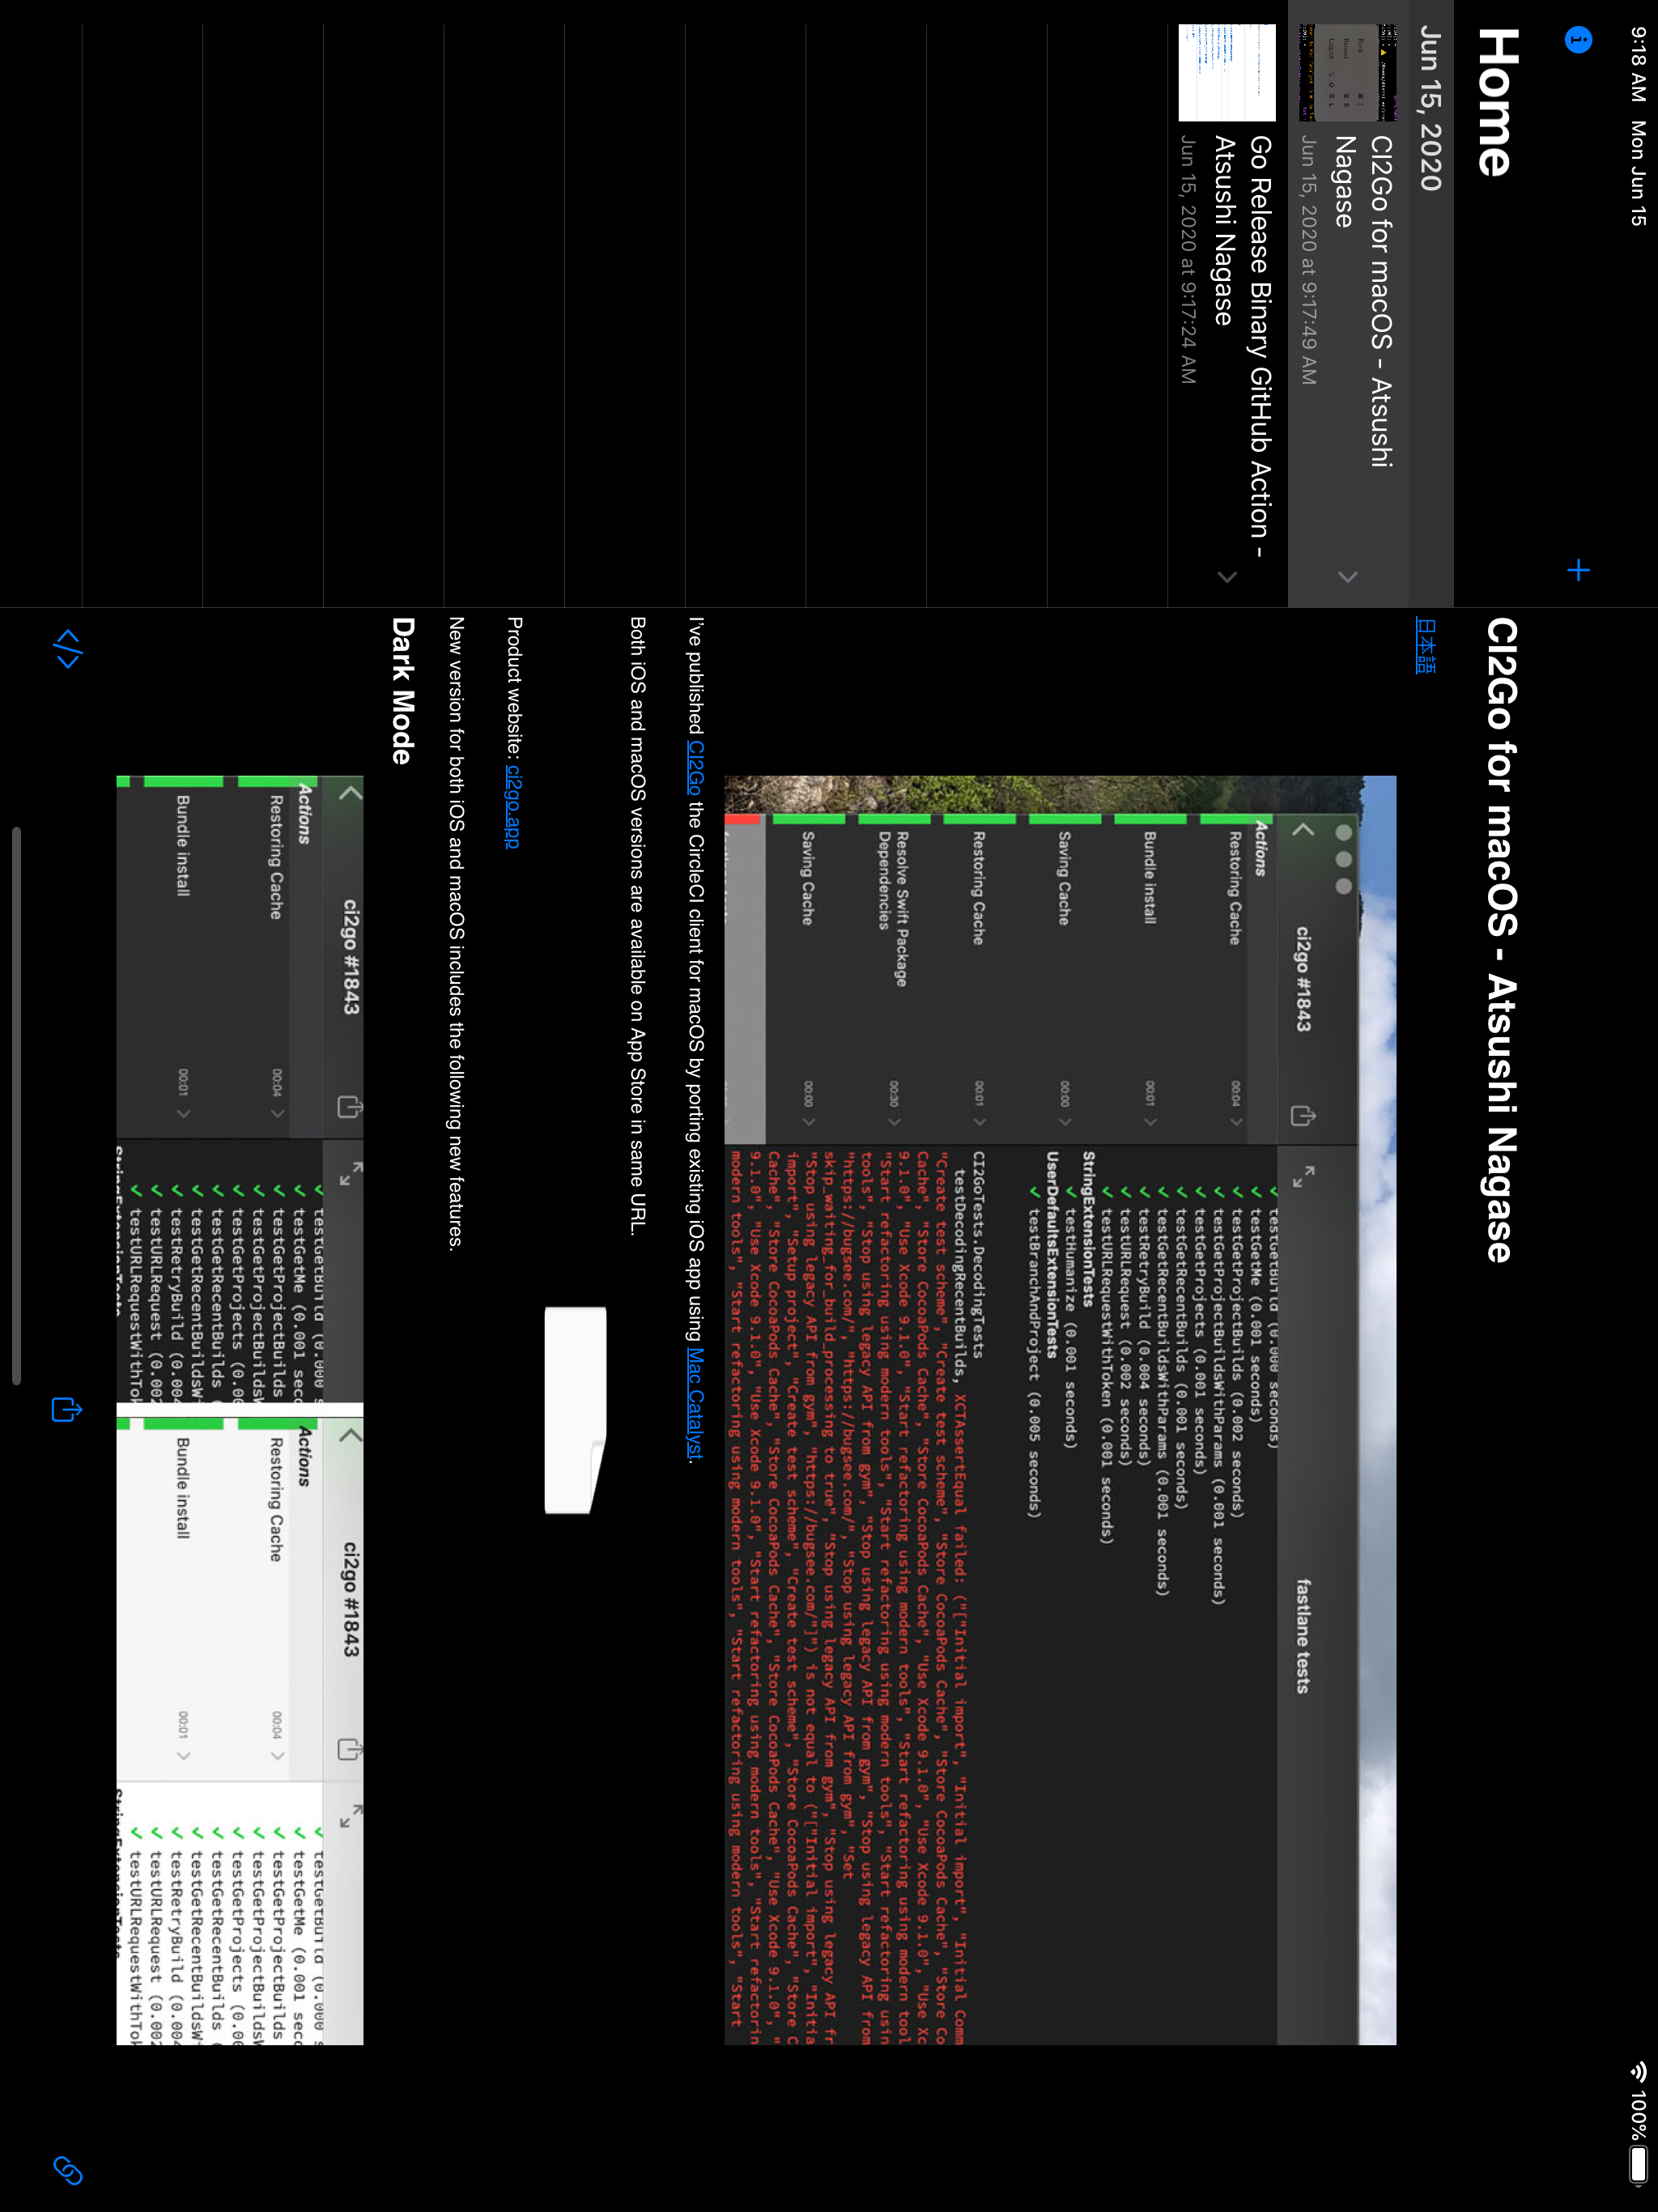 9:18 AM Mon Jun 15
100%
Home
Jun 15, 2020
CI2Go for macOS - Atsushi
Nagase
Jun 15, 2020 at 9:17:49 AM
Go Release Binary GitHub Action -
Atsushi Nagase
Jun 15, 2020 at 9:17:24 AM
CI2Go for macOS - Atsushi Nagase
日本語
ci2go #1843
Actions
Restoring Cache
00:04
Bundle install
00:01
Saving Cache
00:00
Restoring Cache
00:01
Resolve Swift Package
Dependencies
00:30
Saving Cache
00:00
fastlane tests
✓ testGetBuild (0.000 seconds)
✓ testGetMe (0.001 seconds)
✓ testGetProjectBuilds (0.002 seconds)
✓ testGetProjectBuildsWithParams (0.001 seconds)
✓ testGetProjects (0.001 seconds)
✓ testGetRecentBuilds (0.001 seconds)
✓ testGetRecentBuildsWithParams (0.001 seconds)
✓ testRetryBuild (0.004 seconds)
✓ testURLRequest (0.002 seconds)
✓ testURLRequestWithToken (0.001 seconds)
StringExtensionTests
✓ testHumanize (0.001 seconds)
UserDefaultsExtensionTests
✓ testBranchAndProject (0.005 seconds)
CI2GoTests.DecodingTests
testDecodingRecentBuilds, XCTAssertEqual failed: ("["Initial import", "Initial import", "Initial Comm
"Create test scheme", "Create test scheme", "Store CocoaPods Cache", "Store CocoaPods Cache", "Store Co
Cache", "Store CocoaPods Cache", "Store CocoaPods Cache", "Use Xcode 9.1.0", "Use Xcode 9.1.0", "Use Xc
9.1.0", "Use Xcode 9.1.0", "Start refactoring using modern tools", "Start refactoring using modern tool
"Start refactoring using modern tools", "Start refactoring using modern tools", "Start refactoring usin
tools", "Stop using legacy API from gym", "Stop using legacy API from gym", "Stop using legacy API from
"https://bugsee.com/", "https://bugsee.com/", "Stop using legacy API from gym", "Set
skip_waiting_for_build_processing to true", "Stop using legacy API from gym", "Stop using legacy API fr
"Stop using legacy API from gym", "https://bugsee.com/"]") is not equal to ("["Initial import", "Initia
import", "Setup project", "Create test scheme", "Create test scheme", "Store CocoaPods Cache", "Store C
Cache", "Store CocoaPods Cache", "Store CocoaPods Cache", "Store CocoaPods Cache", "Use Xcode 9.1.0", "
9.1.0", "Use Xcode 9.1.0", "Use Xcode 9.1.0", "Start refactoring using modern tools", "Start refactorin
modern tools", "Start refactoring using modern tools", "Start refactoring using modern tools", "Start
I've published CI2Go the CircleCI client for macOS by porting existing iOS app using Mac Catalyst.
Both iOS and macOS versions are available on App Store in same URL.
Product website: ci2go.app
New version for both iOS and macOS includes the following new features.
Dark Mode
ci2go #1843
Actions
Restoring Cache
00:04
Bundle install
00:01
✓ testGetBuild (0.000 s
✓ testGetMe (0.001 seco
✓ testGetProjectBuilds
✓ testGetProjectBuildsW
✓ testGetProjects (0.00
✓ testGetRecentBuilds (
✓ testGetRecentBuildsWi
✓ testRetryBuild (0.004
✓ testURLRequest (0.002
✓ testURLRequestWithTok
StringExtensionTests
ci2go #1843
Actions
Restoring Cache
00:04
Bundle install
00:01
✓ testGetBuild (0.000 s
✓ testGetMe (0.001 seco
✓ testGetProjectBuilds
✓ testGetProjectBuildsW
✓ testGetProjects (0.00
✓ testGetRecentBuilds (
✓ testGetRecentBuildsWi
✓ testRetryBuild (0.004
✓ testURLRequest (0.002
✓ testURLRequestWithTok
StringExtensionTests